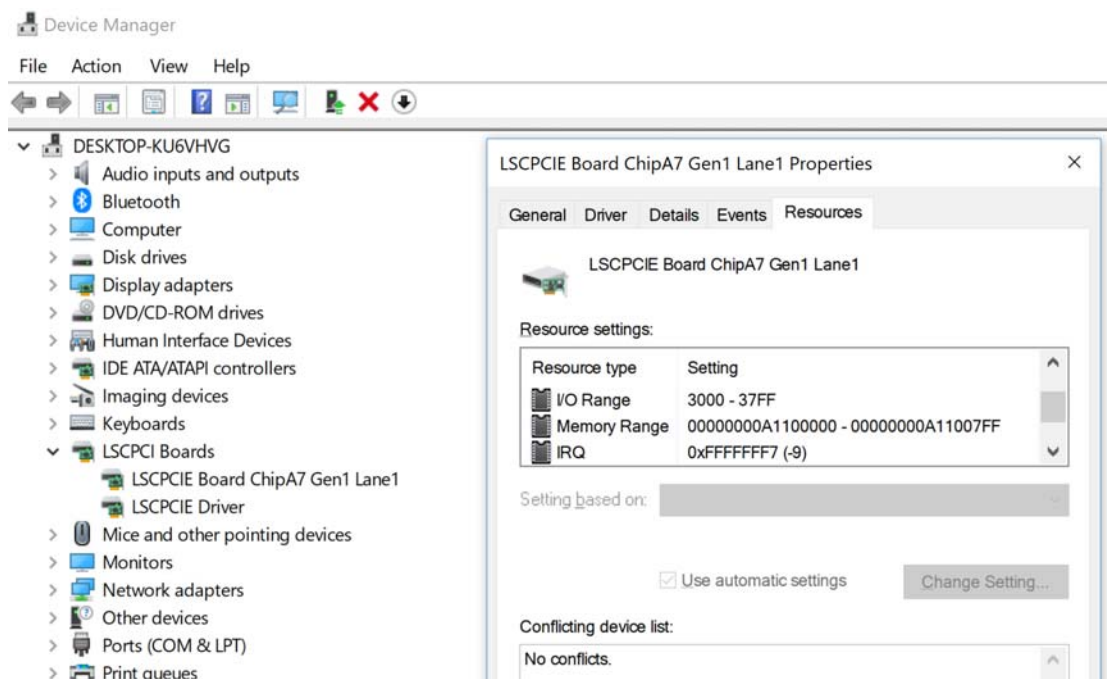 Device Manager
File Action View Help
DESKTOP-KU6VHVG
Audio inputs and outputs
Bluetooth
Computer
Disk drives
Display adapters
DVD/CD-ROM drives
Human Interface Devices
IDE ATA/ATAPI controllers
Imaging devices
Keyboards
LSCPCI Boards
LSCPCIE Board ChipA7 Gen1 Lane1
LSCPCIE Driver
Mice and other pointing devices
Monitors
Network adapters
Other devices
Ports (COM & LPT)
Print queues
LSCPCIE Board ChipA7 Gen1 Lane1 Properties
General Driver Details Events Resources
LSCPCIE Board ChipA7 Gen1 Lane1
Resource settings:
Resource type Setting
I/O Range 3000 - 37FF
Memory Range 00000000A1100000 - 00000000A11007FF
IRQ 0xFFFFFFF7 (-9)
Setting based on:
Use automatic settings Change Setting...
Conflicting device list:
No conflicts.